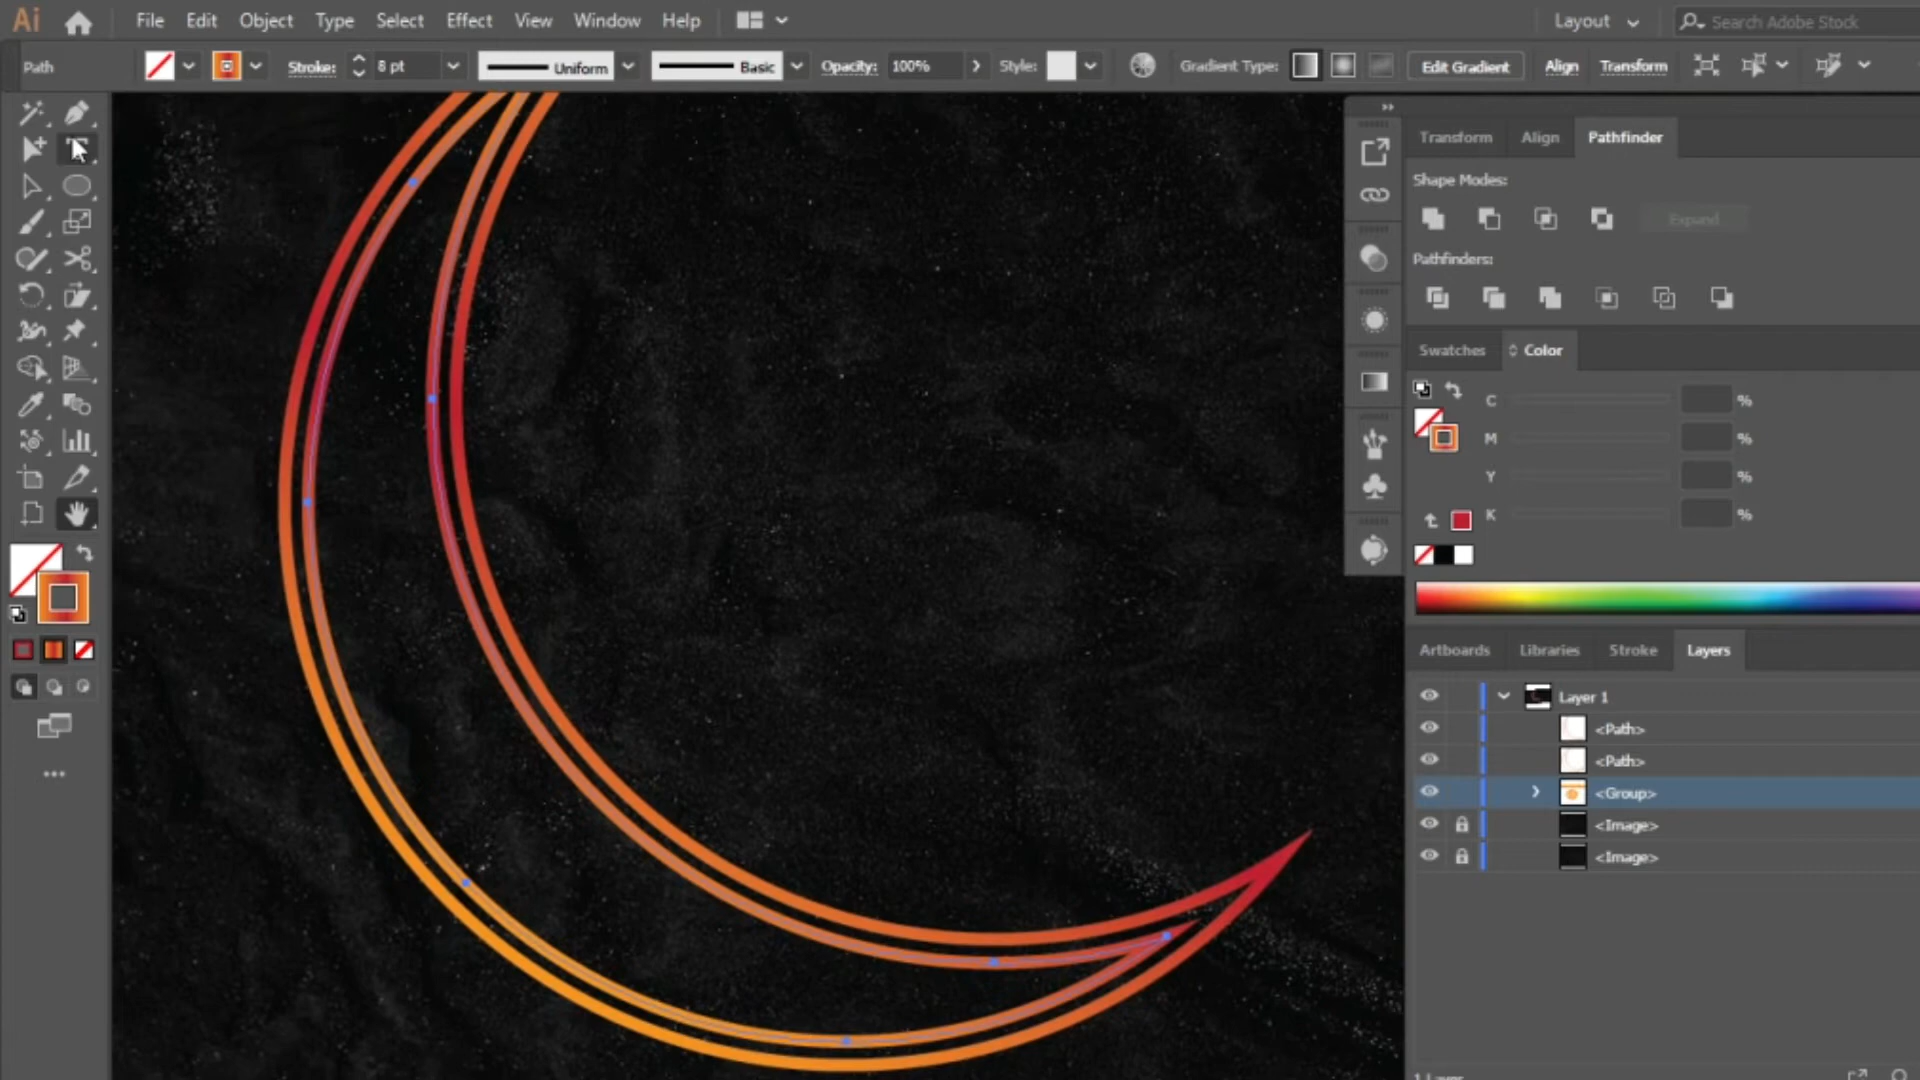 Ai File Edit Object Type Select Effect View Window Help Layout Search Adobe Stock
Path Stroke: 8 pt Uniform Basic Opacity: 100% Style: Gradient Type: Edit Gradient Align Transform
Transform Align Pathfinder
Shape Modes:
Expand
Pathfinders:
Swatches Color
C %
M %
Y %
K %
Artboards Libraries Stroke Layers
Layer 1
<Path>
<Path>
<Group>
<Image>
<Image>
1 Layer